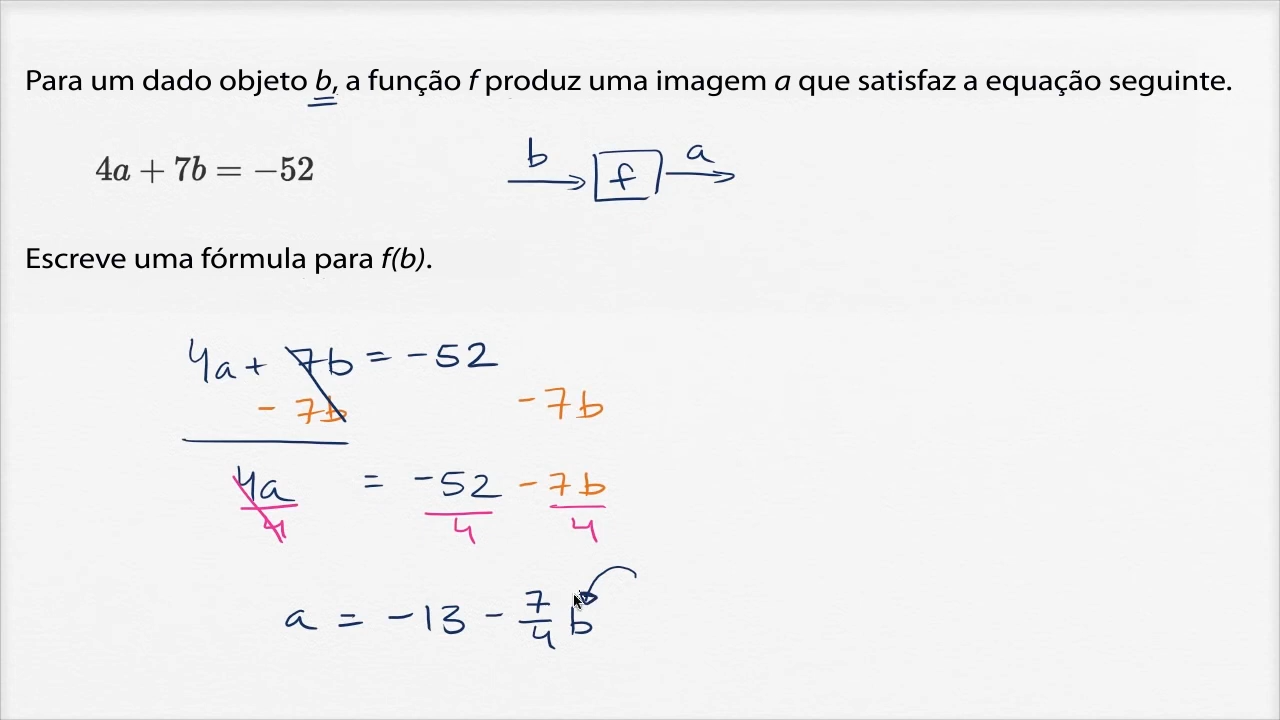 Para um dado objeto b, a função f produz uma imagem a que satisfaz a equação seguinte.
4a + 7b = −52
b f a
Escreve uma fórmula para f(b).
4a + 7b = -52
- 7b -7b
4a = -52 - 7b
4 4 4
a = -13 - 7/4 b